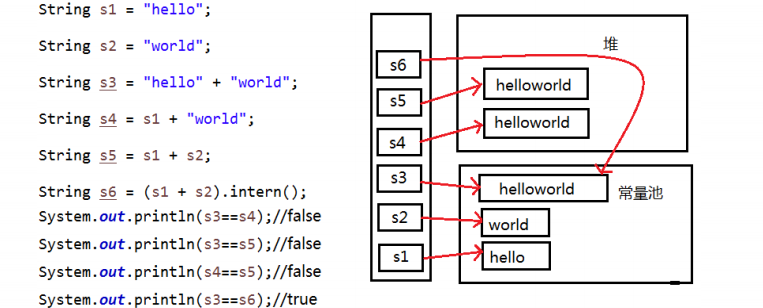 String s1 = "hello";
String s2 = "world";
String s3 = "hello" + "world";
String s4 = s1 + "world";
String s5 = s1 + s2;
String s6 = (s1 + s2).intern();
System.out.println(s3==s4);//false
System.out.println(s3==s5);//false
System.out.println(s4==s5);//false
System.out.println(s3==s6);//true
堆
s6
s5
helloworld
s4
helloworld
s3
helloworld
常量池
s2
world
s1
hello